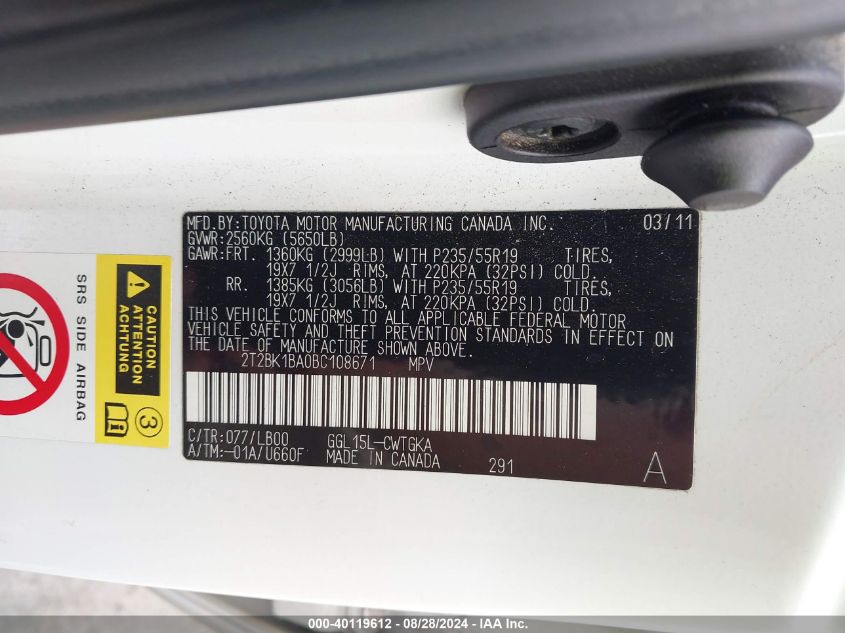 MFD.BY:TOYOTA MOTOR MANUFACTURING CANADA INC. 03/11
GVWR:2560KG (5650LB)
GAWR:FRT. 1360KG (2999LB) WITH P235/55R19 TIRES,
19X7 1/2J RIMS, AT 220KPA (32PSI) COLD.
RR. 1385KG (3056LB) WITH P235/55R19 TIRES,
19X7 1/2J RIMS, AT 220KPA (32PSI) COLD.
THIS VEHICLE CONFORMS TO ALL APPLICABLE FEDERAL MOTOR
VEHICLE SAFETY AND THEFT PREVENTION STANDARDS IN EFFECT ON
THE DATE OF MANUFACTURE SHOWN ABOVE.
2T2BK1BA0BC108671 MPV
C/TR:077/LB00 GGL15L-CWTGKA
A/TM:-01A/U660F MADE IN CANADA 291 A
CAUTION
ATTENTION
ACHTUNG
3
SRS SIDE AIRBAG
000-40119612 - 08/28/2024 - IAA Inc.